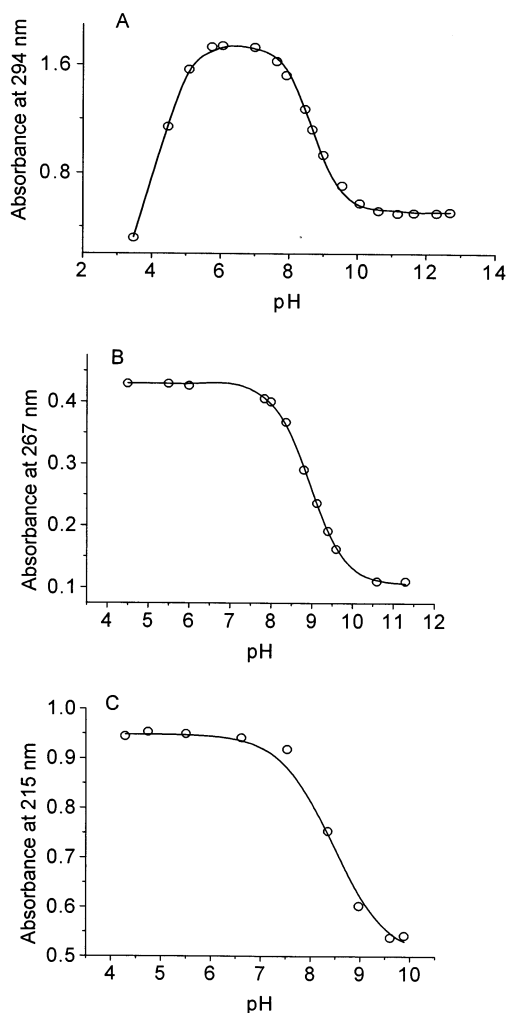 A
Absorbance at 294 nm
1.6
0.8
2 4 6 8 10 12 14
pH
B
Absorbance at 267 nm
0.4
0.3
0.2
0.1
4 5 6 7 8 9 10 11 12
pH
C
Absorbance at 215 nm
1.0
0.9
0.8
0.7
0.6
0.5
4 5 6 7 8 9 10
pH